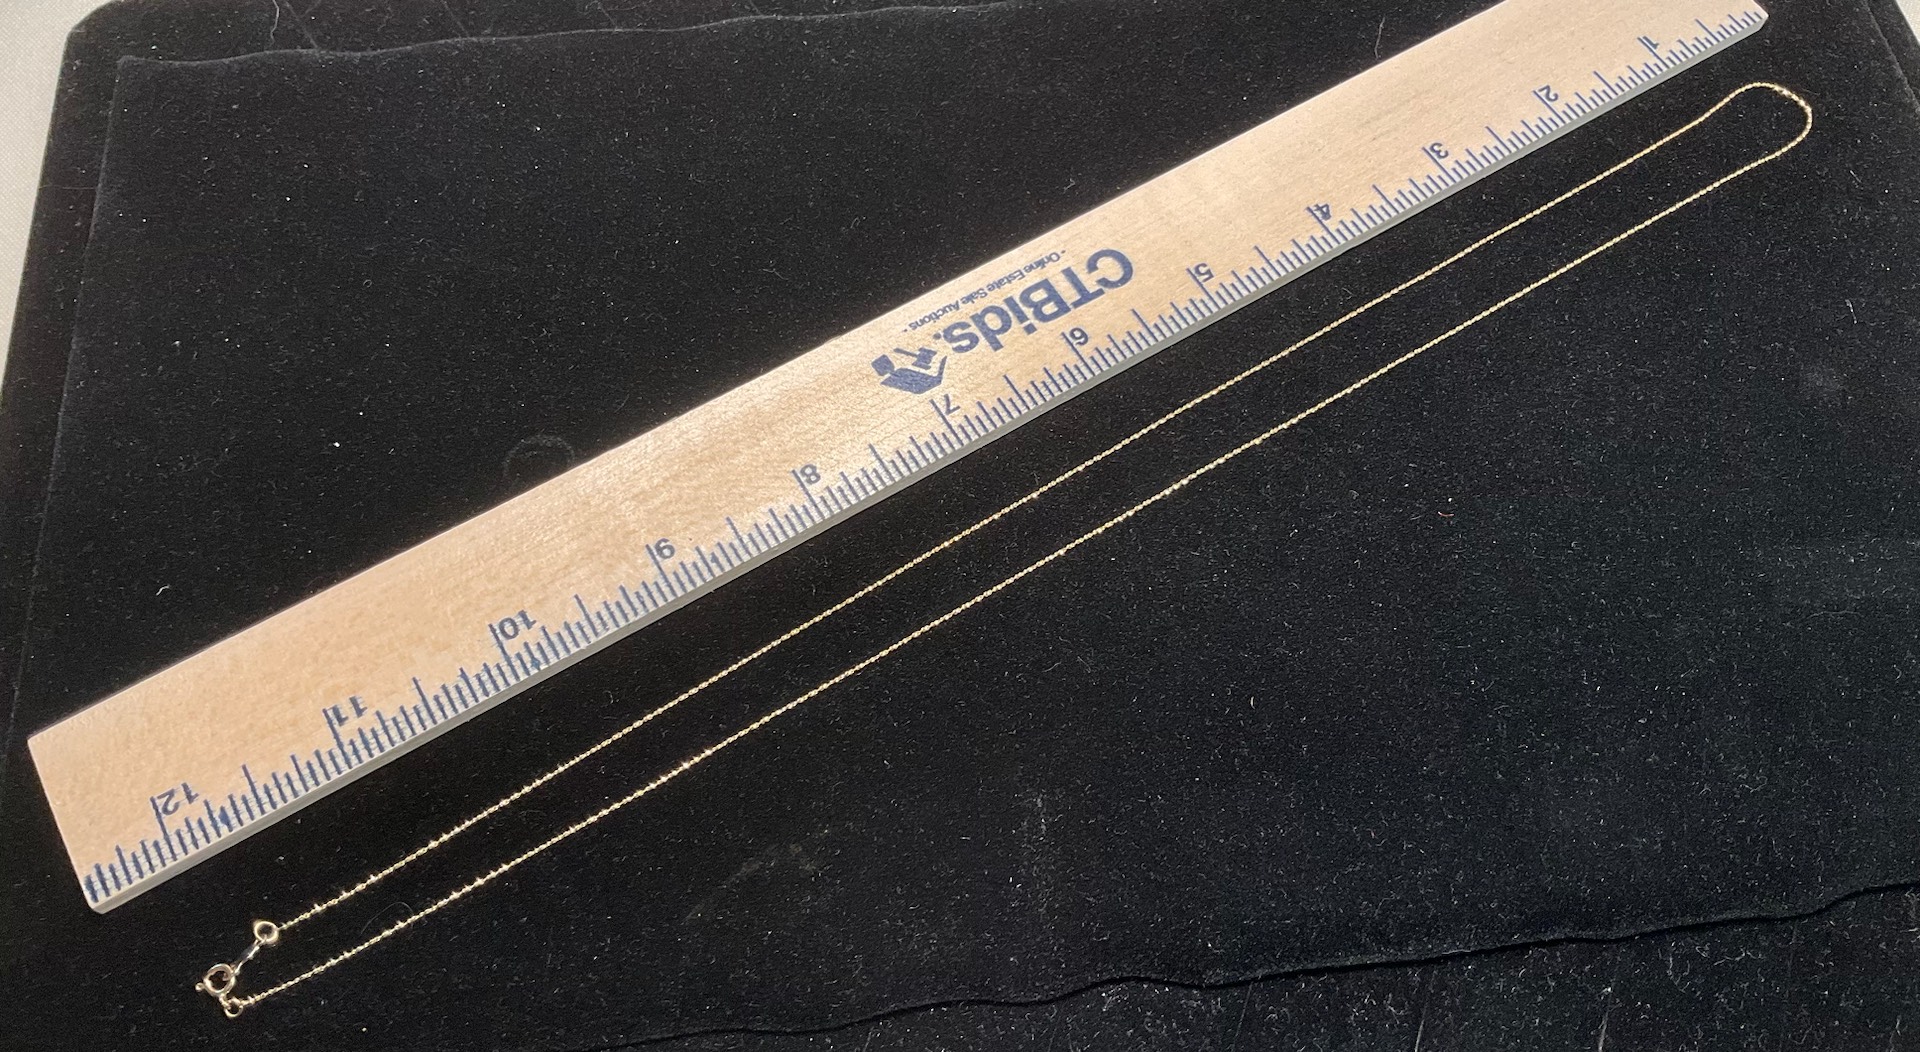 CTBids.
- Online Estate Sale Auctions -
1 2 3 4 5 6 7 8 9 10 11 12